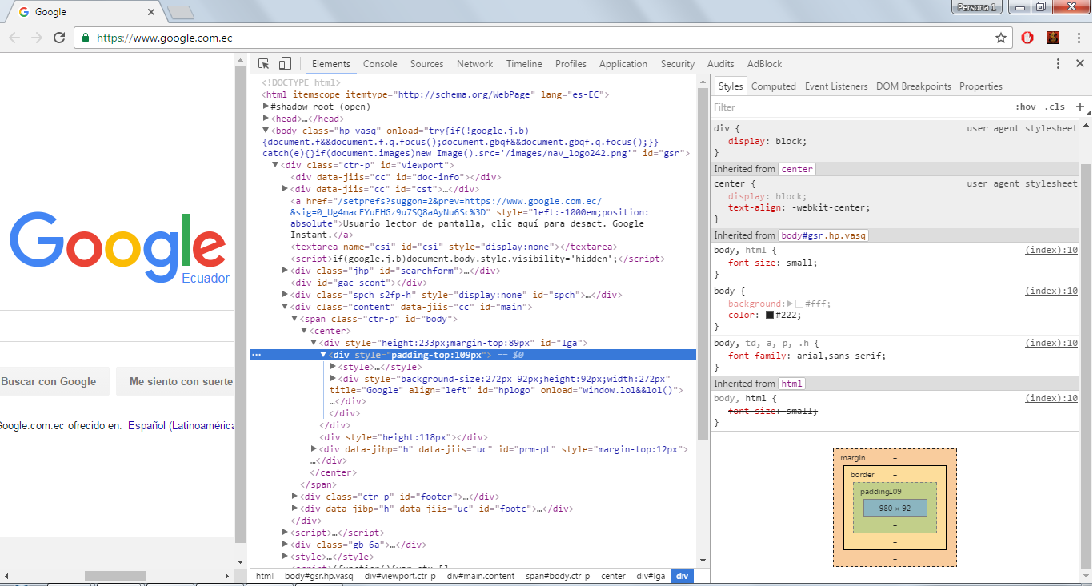 Google
Persona 1
https://www.google.com.ec
Google
Ecuador
Buscar con Google
Me siento con suerte
Google.com.ec ofrecido en: Español (Latinoamérica
Elements Console Sources Network Timeline Profiles Application Security Audits AdBlock
<!DOCTYPE html>
<html itemscope itemtype="http://schema.org/WebPage" lang="es-EC">
#shadow-root (open)
<head>…</head>
<body class="hp vasq" onload="try{if(!google.j.b)
{document.f&&document.f.q.focus();document.gbqf&&document.gbqf.q.focus();}}
catch(e){}if(document.images)new Image().src='/images/nav_logo242.png'" id="gsr">
<div class="ctr-p" id="viewport">
<div data-jiis="cc" id="doc-info"></div>
<div data-jiis="cc" id="cst">…</div>
<a href="/setprefs?suggon=2&prev=https://www.google.com.ec/
style="left:-1000em;position:
absolute">Usuario lector de pantalla, clic aquí para desact. Google
Instant.</a>
<textarea name="csi" id="csi" style="display:none"></textarea>
<script>if(google.j.b)document.body.style.visibility='hidden';</script>
<div class="jhp" id="searchform">…</div>
<div id="gac_scont"></div>
<div class="spch s2fp-h" style="display:none" id="spch">…</div>
<div class="content" data-jiis="cc" id="main">
<span class="ctr-p" id="body">
<center>
<div style="height:233px;margin-top:89px" id="lga">
… <div style="padding-top:109px"> == $0
<style>…</style>
<div style="background-size:272px 92px;height:92px;width:272px"
title="Google" align="left" id="hplogo" onload="window.lol&&lol()">
…</div>
</div>
</div>
<div style="height:118px"></div>
<div data-jibp="h" data-jiis="uc" id="prm-pt" style="margin-top:12px">
…</div>
</center>
</span>
<div class="ctr-p" id="footer">…</div>
<div data-jibp="h" data-jiis="uc" id="footc">…</div>
</div>
<script>…</script>
<div class="gb_6a">…</div>
<style>…</style>
html body#gsr.hp.vasq div#viewport.ctr-p div#main.content span#body.ctr-p center div#lga div
Styles Computed Event Listeners DOM Breakpoints Properties
Filter :hov .cls +
div { user agent stylesheet
display: block;
}
Inherited from center
center { user agent stylesheet
display: block;
text-align: -webkit-center;
}
Inherited from body#gsr.hp.vasq
body, html { (index):10
font-size: small;
}
body { (index):10
background: #fff;
color: #222;
}
body, td, a, p, .h { (index):10
font-family: arial,sans-serif;
}
Inherited from html
body, html { (index):10
font-size: small;
}
margin -
border -
padding109
980 × 92
-
-
-